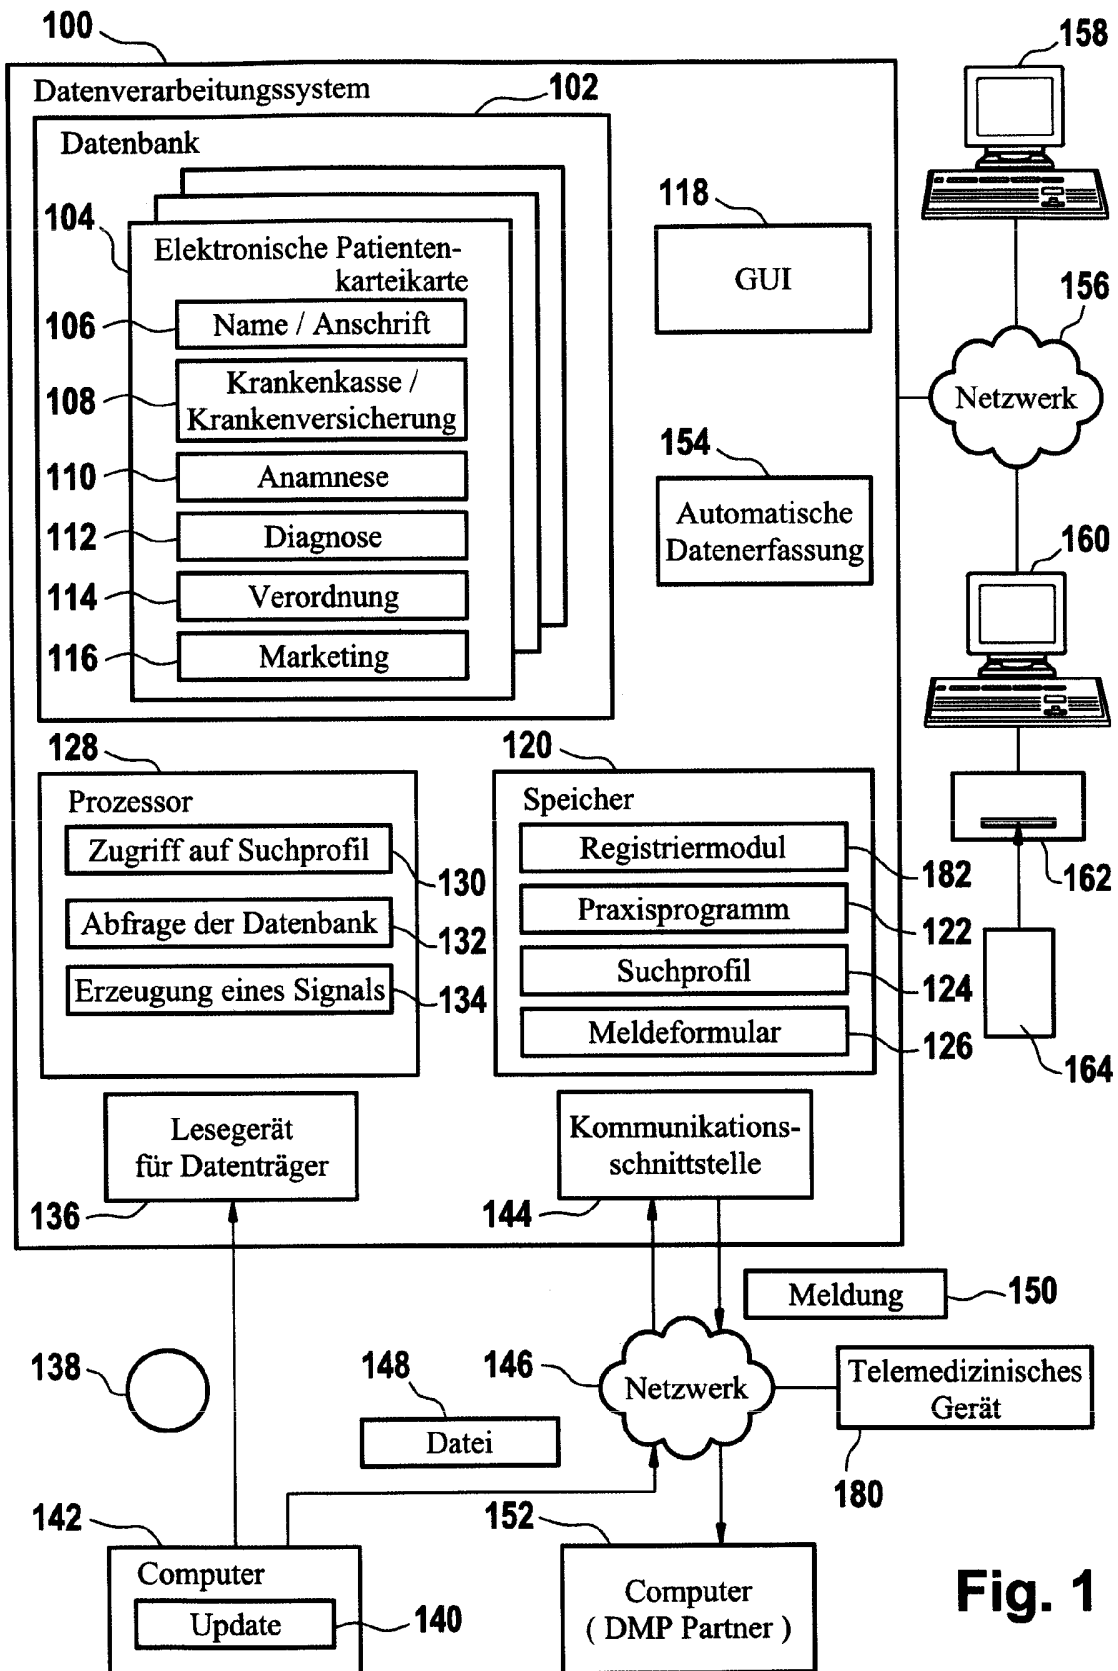 100
158
Datenverarbeitungssystem
102
Datenbank
104
118
Elektronische Patienten-
karteikarte
GUI
156
106
Name / Anschrift
108
Krankenkasse /
Krankenversicherung
Netzwerk
110
Anamnese
154
112
Diagnose
Automatische
Datenerfassung
160
114
Verordnung
116
Marketing
128
120
Prozessor
Speicher
Zugriff auf Suchprofil
130
Registriermodul
182
162
Abfrage der Datenbank
132
Praxisprogramm
122
Erzeugung eines Signals
134
Suchprofil
124
Meldeformular
126
164
Lesegerät
für Datenträger
136
Kommunikations-
schnittstelle
144
Meldung
150
138
148
146
Netzwerk
Telemedizinisches
Gerät
Datei
180
142
152
Computer
Update
140
Computer
( DMP Partner )
Fig. 1